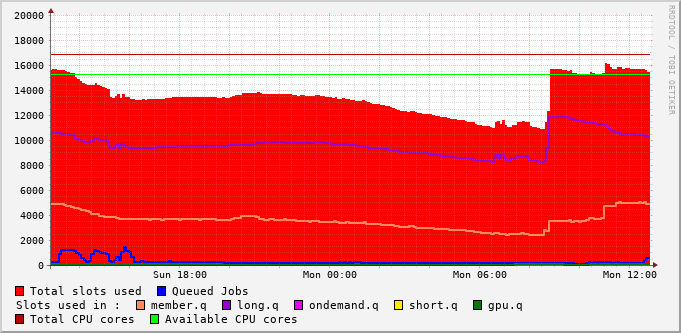 RRDTOOL / TOBI OETIKER
20000
18000
16000
14000
12000
10000
8000
6000
4000
2000
0
Sun 18:00 Mon 00:00 Mon 06:00 Mon 12:00
Total slots used Queued Jobs
Slots used in : member.q long.q ondemand.q short.q gpu.q
Total CPU cores Available CPU cores